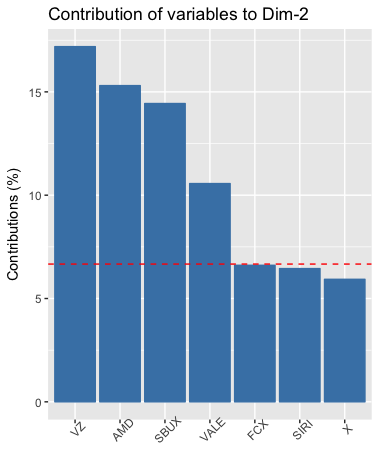 Contribution of variables to Dim-2
Contributions (%)
15
10
5
0
VZ
AMD
SBUX
VALE
FCX
SIRI
X